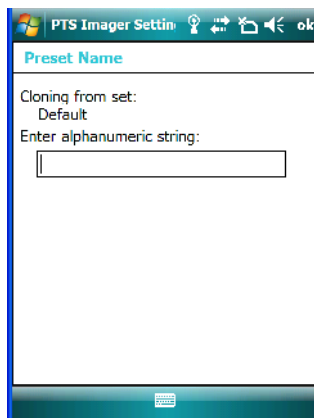 PTS Imager Settin
ok
Preset Name
Cloning from set:
Default
Enter alphanumeric string: